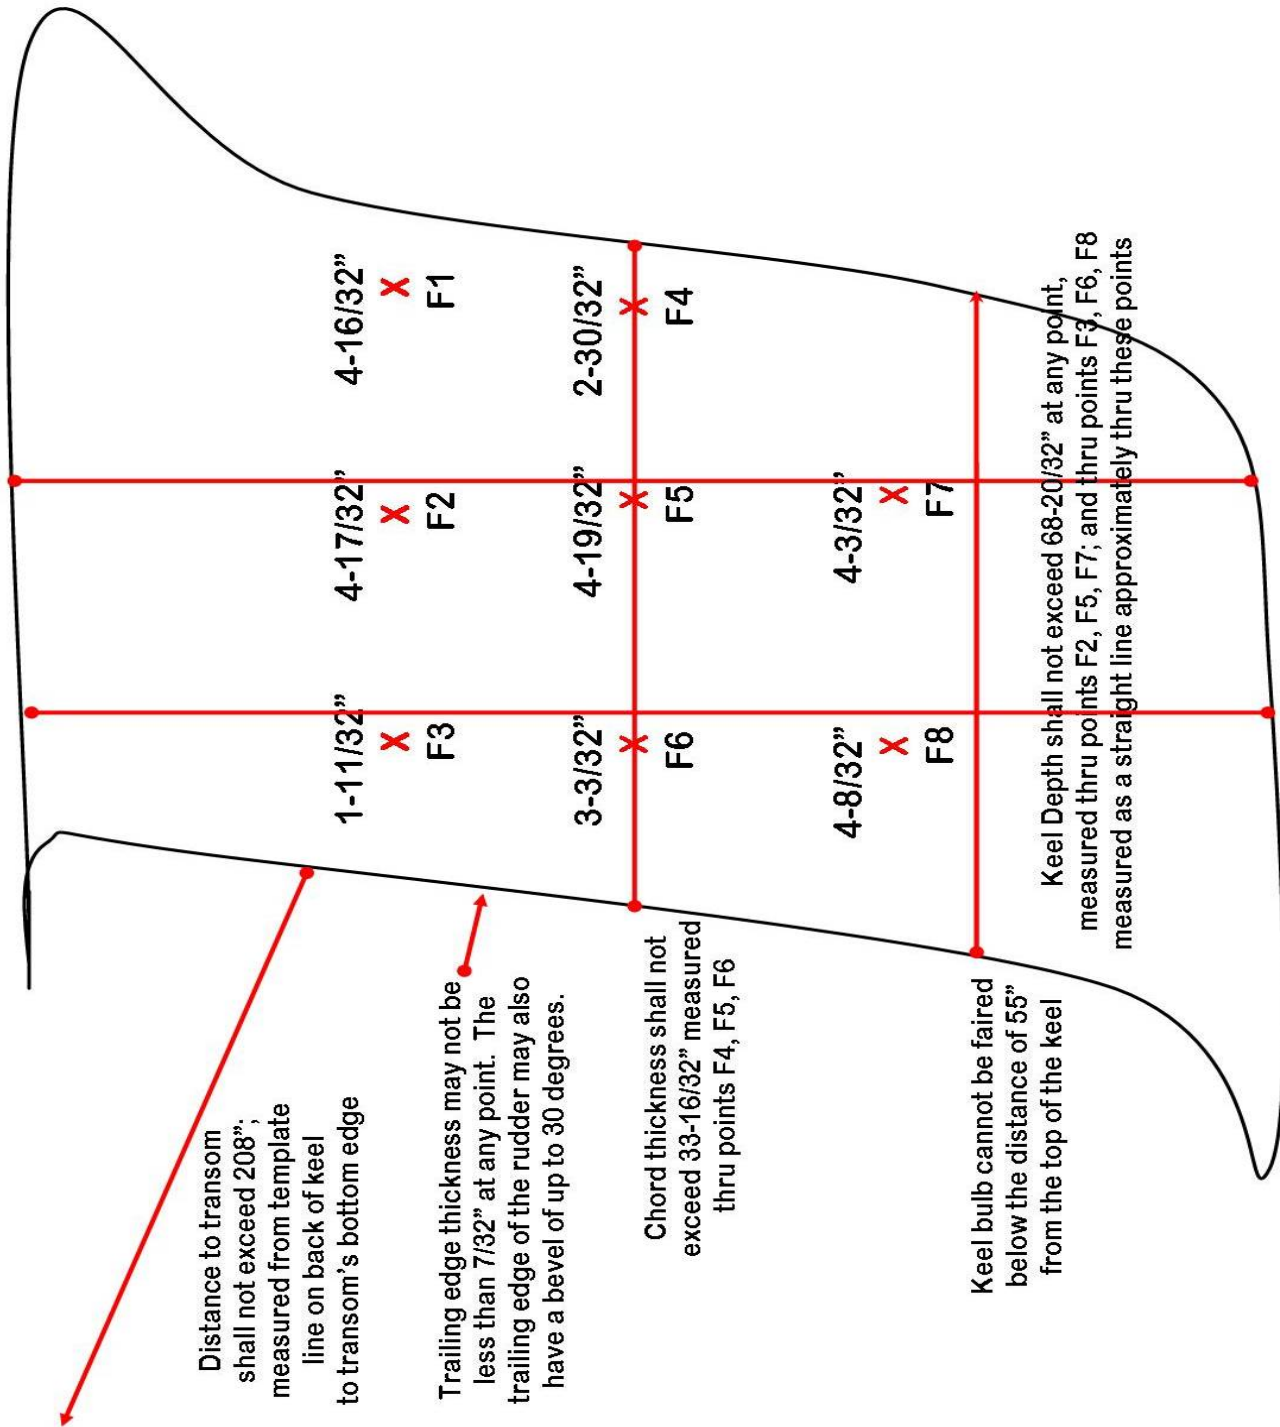 Distance to transom
shall not exceed 208”;
measured from template
line on back of keel
to transom’s bottom edge
Trailing edge thickness may not be
less than 7/32” at any point. The
trailing edge of the rudder may also
have a bevel of up to 30 degrees.
1-11/32”
F3
4-17/32”
F2
4-16/32”
F1
3-3/32”
F6
4-19/32”
F5
2-30/32”
F4
Chord thickness shall not
exceed 33-16/32” measured
thru points F4, F5, F6
4-8/32”
F8
4-3/32”
F7
Keel bulb cannot be faired
below the distance of 55”
from the top of the keel
Keel Depth shall not exceed 68-20/32” at any point,
measured thru points F2, F5, F7; and thru points F3, F6, F8
measured as a straight line approximately thru these points